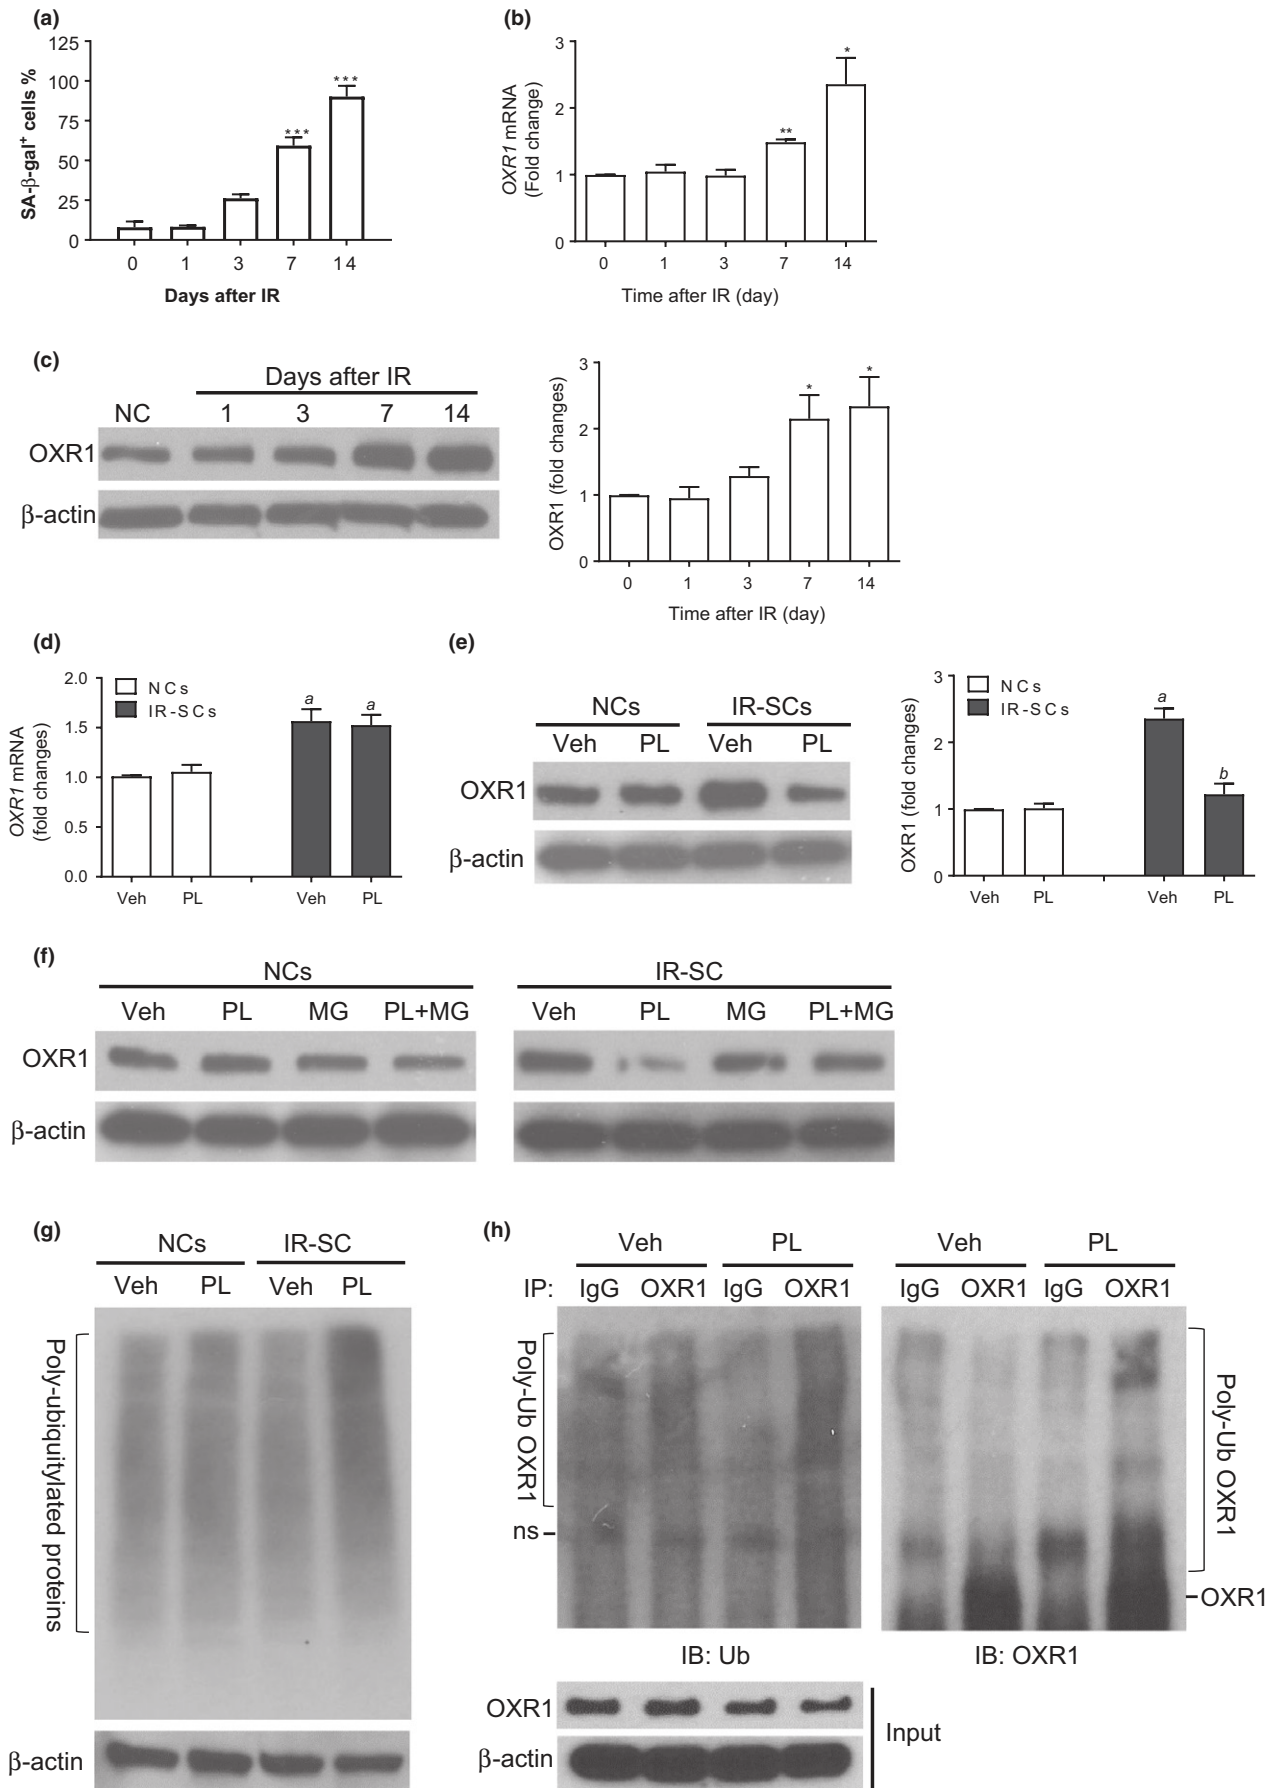 (a)
125
100
75
50
25
0
SA-β-gal+ cells %
***
***
0 1 3 7 14
Days after IR
(b)
3
2
1
0
OXR1 mRNA
(Fold change)
**
*
0 1 3 7 14
Time after IR (day)
(c)
Days after IR
NC 1 3 7 14
OXR1
β-actin
3
2
1
0
OXR1 (fold changes)
*
*
0 1 3 7 14
Time after IR (day)
(d)
2.0
1.5
1.0
0.5
0.0
OXR1 mRNA
(fold changes)
NCs
IR-SCs
a
a
Veh PL Veh PL
(e)
NCs IR-SCs
Veh PL Veh PL
OXR1
β-actin
3
2
1
0
OXR1 (fold changes)
NCs
IR-SCs
a
b
Veh PL Veh PL
(f)
NCs
Veh PL MG PL+MG
IR-SC
Veh PL MG PL+MG
OXR1
β-actin
(g)
NCs IR-SC
Veh PL Veh PL
Poly-ubiquitylated proteins
β-actin
(h)
Veh PL
IP: IgG OXR1 IgG OXR1
Poly-Ub OXR1
ns
IB: Ub
Veh PL
IgG OXR1 IgG OXR1
Poly-Ub OXR1
OXR1
IB: OXR1
OXR1
β-actin
Input